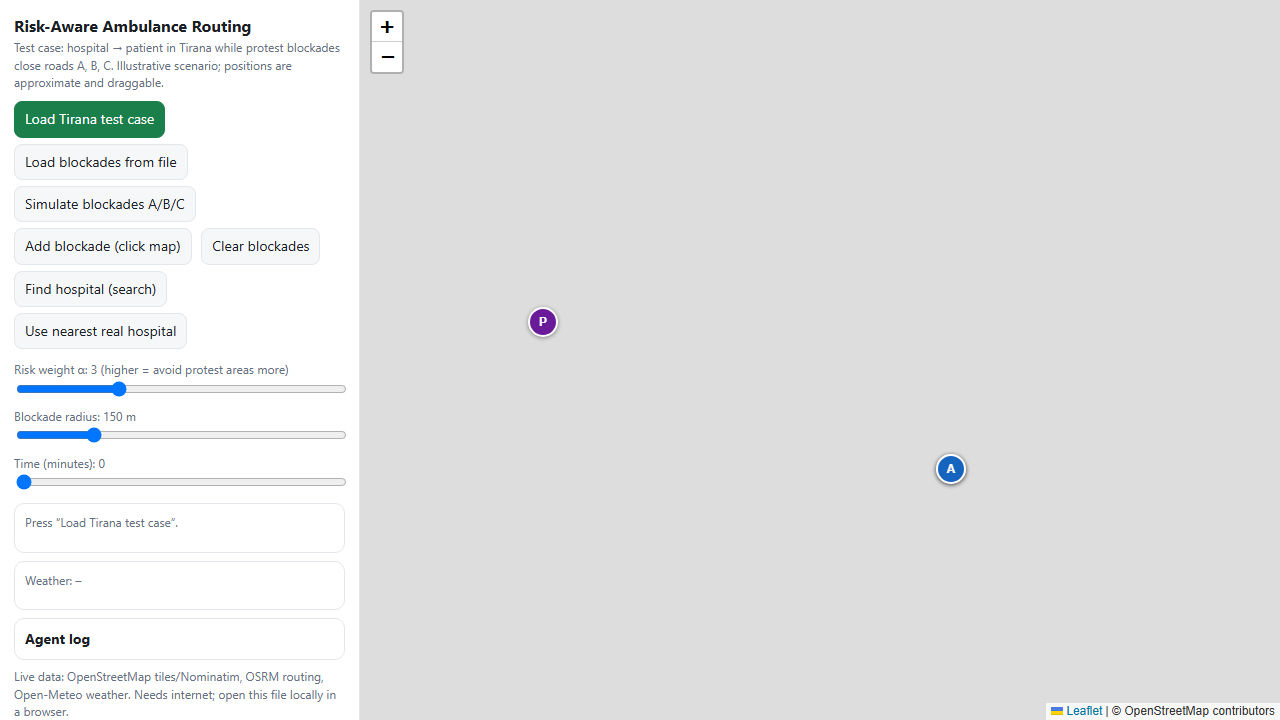 Risk-Aware Ambulance Routing
Test case: hospital → patient in Tirana while protest blockades
close roads A, B, C. Illustrative scenario; positions are
approximate and draggable.
Load Tirana test case
Load blockades from file
Simulate blockades A/B/C
Add blockade (click map) Clear blockades
Find hospital (search)
Use nearest real hospital
Risk weight α: 3 (higher = avoid protest areas more)
Blockade radius: 150 m
Time (minutes): 0
Press “Load Tirana test case”.
Weather: –
Agent log
Live data: OpenStreetMap tiles/Nominatim, OSRM routing,
Open-Meteo weather. Needs internet; open this file locally in
a browser.
+
−
P
A
Leaflet | © OpenStreetMap contributors